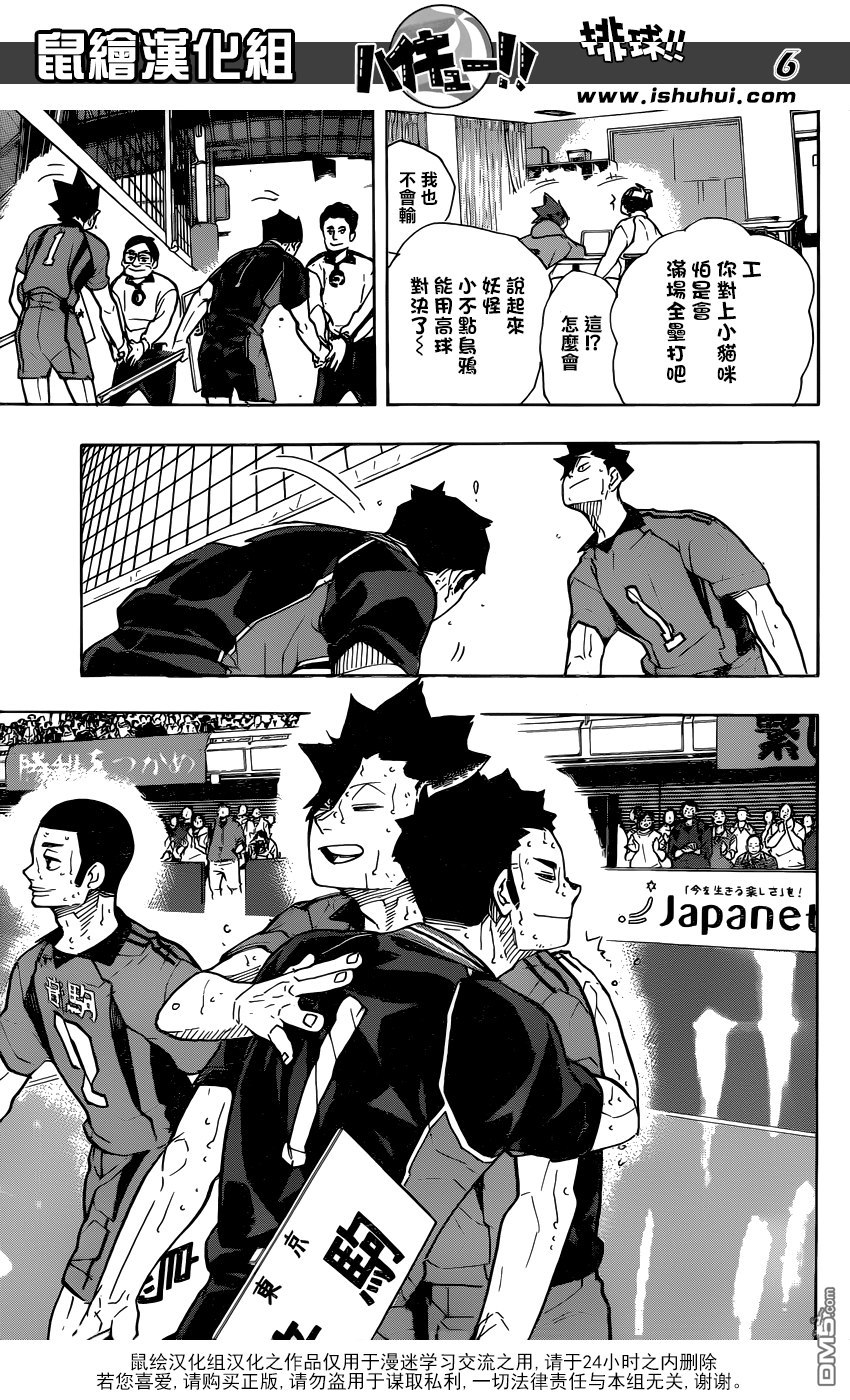 鼠繪漢化組
ハイキュー!!
排球!!
6
www.ishuhui.com
工
你對上小貓咪
怕是會
滿場全壘打吧
這!?
怎麼會
說起來
妖怪
小不點烏鴉
能用高球
對決了～
我也
不會輸
1
1
勝利をつかめ
繋
「今を生きる楽しさ」を!
Japanet
音駒
2
東京
駒
DM5.com
鼠绘汉化组汉化之作品仅用于漫迷学习交流之用, 请于24小时之内删除
若您喜爱, 请购买正版, 请勿盗用于谋取私利, 一切法律责任与本组无关, 谢谢。